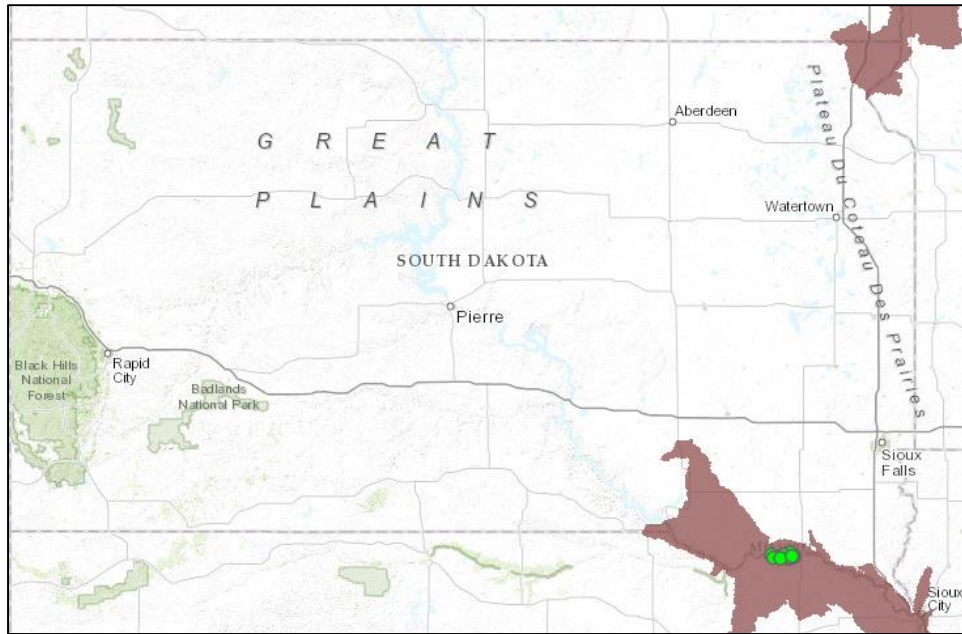 Aberdeen
G R E A T
P L A I N S
Plateau Du Coteau Des Prairies
Watertown
SOUTH DAKOTA
Pierre
Rapid
City
Black Hills
National
Forest
Badlands
National Park
Sioux
Falls
Sioux
City